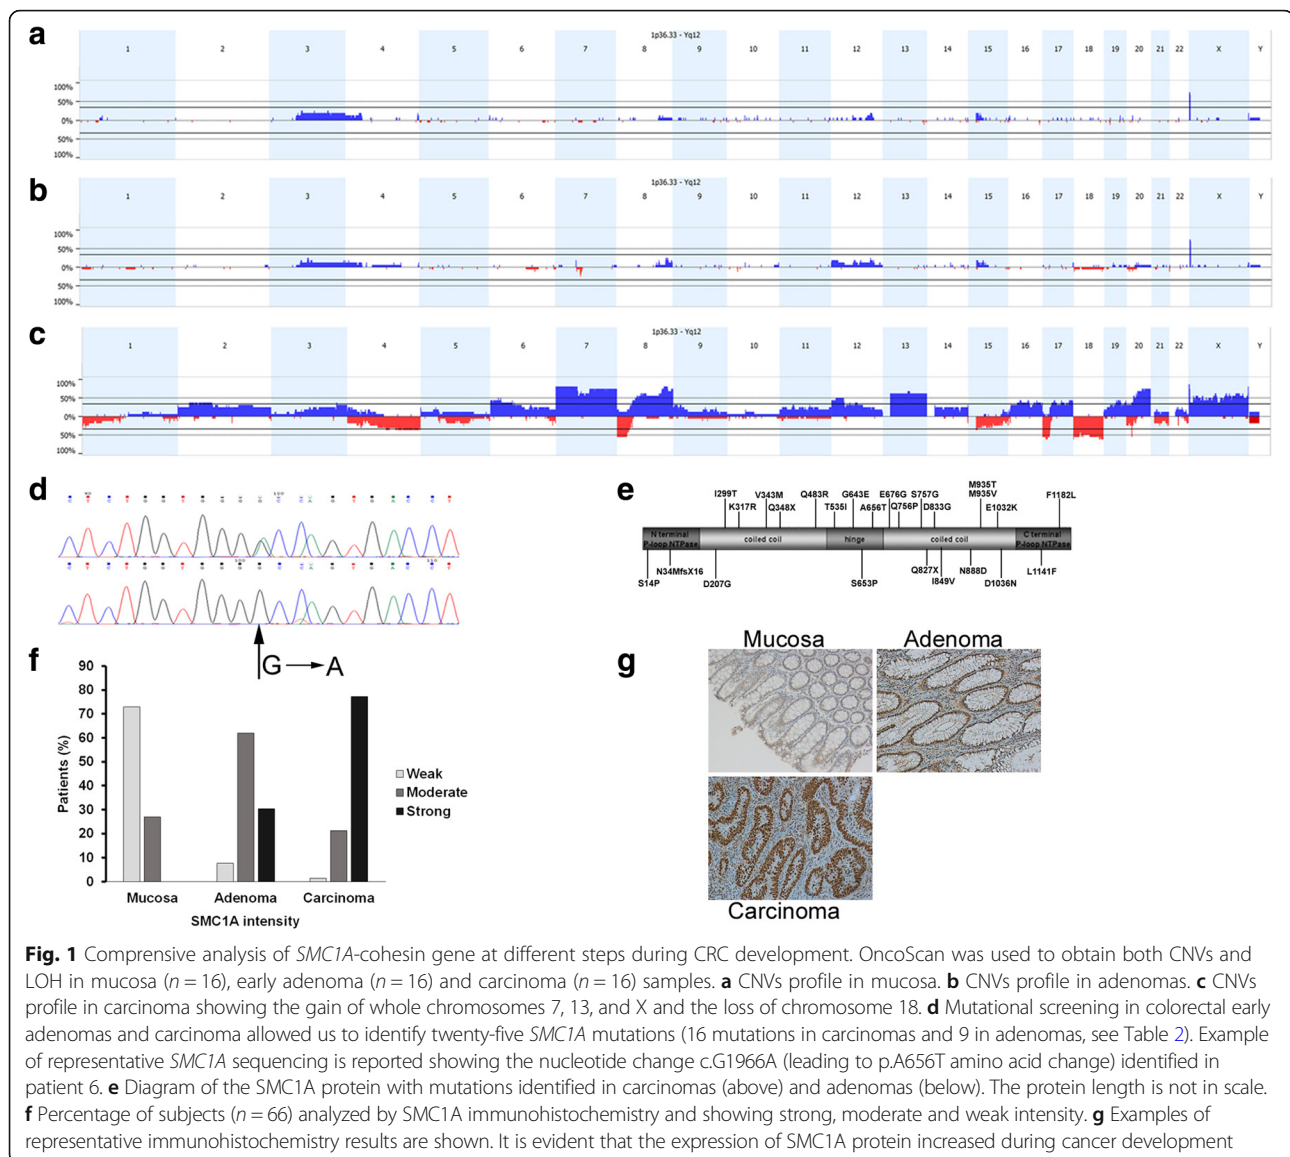 a
1p36.33 - Yq12
1 2 3 4 5 6 7 8 9 10 11 12 13 14 15 16 17 18 19 20 21 22 X Y
100%
50%
0%
50%
100%
b
1p36.33 - Yq12
1 2 3 4 5 6 7 8 9 10 11 12 13 14 15 16 17 18 19 20 21 22 X Y
100%
50%
0%
50%
100%
c
1p36.33 - Yq12
1 2 3 4 5 6 7 8 9 10 11 12 13 14 15 16 17 18 19 20 21 22 X Y
100%
50%
0%
50%
100%
d
G → A
e
I299T V343M Q483R G643E E676G S757G M935T
M935V F1182L
K317R Q348X T535I A656T Q756P D833G E1032K
N terminal
P-loop NTPase
coiled coil
hinge
coiled coil
C terminal
P-loop NTPase
N34MfsX16 Q827X N888D L1141F
S14P D207G S653P I849V D1036N
f
90
80
70
60
50
40
30
20
10
0
Patients (%)
Weak
Moderate
Strong
Mucosa Adenoma Carcinoma
SMC1A intensity
g
Mucosa Adenoma
Carcinoma
Fig. 1 Comprensive analysis of SMC1A-cohesin gene at different steps during CRC development. OncoScan was used to obtain both CNVs and
LOH in mucosa (n = 16), early adenoma (n = 16) and carcinoma (n = 16) samples. a CNVs profile in mucosa. b CNVs profile in adenomas. c CNVs
profile in carcinoma showing the gain of whole chromosomes 7, 13, and X and the loss of chromosome 18. d Mutational screening in colorectal early
adenomas and carcinoma allowed us to identify twenty-five SMC1A mutations (16 mutations in carcinomas and 9 in adenomas, see Table 2). Example
of representative SMC1A sequencing is reported showing the nucleotide change c.G1966A (leading to p.A656T amino acid change) identified in
patient 6. e Diagram of the SMC1A protein with mutations identified in carcinomas (above) and adenomas (below). The protein length is not in scale.
f Percentage of subjects (n = 66) analyzed by SMC1A immunohistochemistry and showing strong, moderate and weak intensity. g Examples of
representative immunohistochemistry results are shown. It is evident that the expression of SMC1A protein increased during cancer development